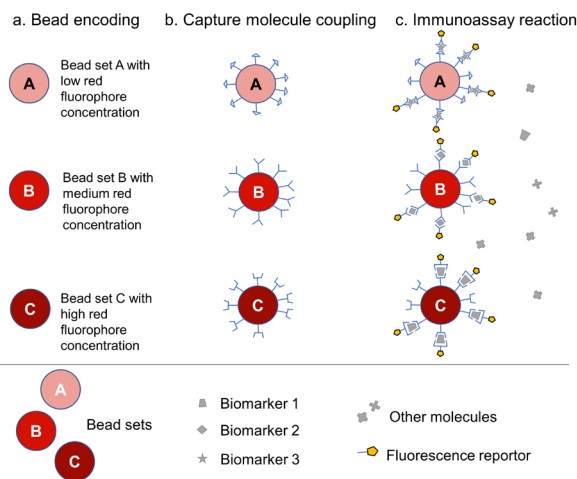 a. Bead encoding
b. Capture molecule coupling
c. Immunoassay reaction
A
Bead set A with
low red
fluorophore
concentration
A
A
B
Bead set B with
medium red
fluorophore
concentration
B
B
C
Bead set C with
high red
fluorophore
concentration
C
C
A
B
C
Bead sets
Biomarker 1
Biomarker 2
Biomarker 3
Other molecules
Fluorescence reportor